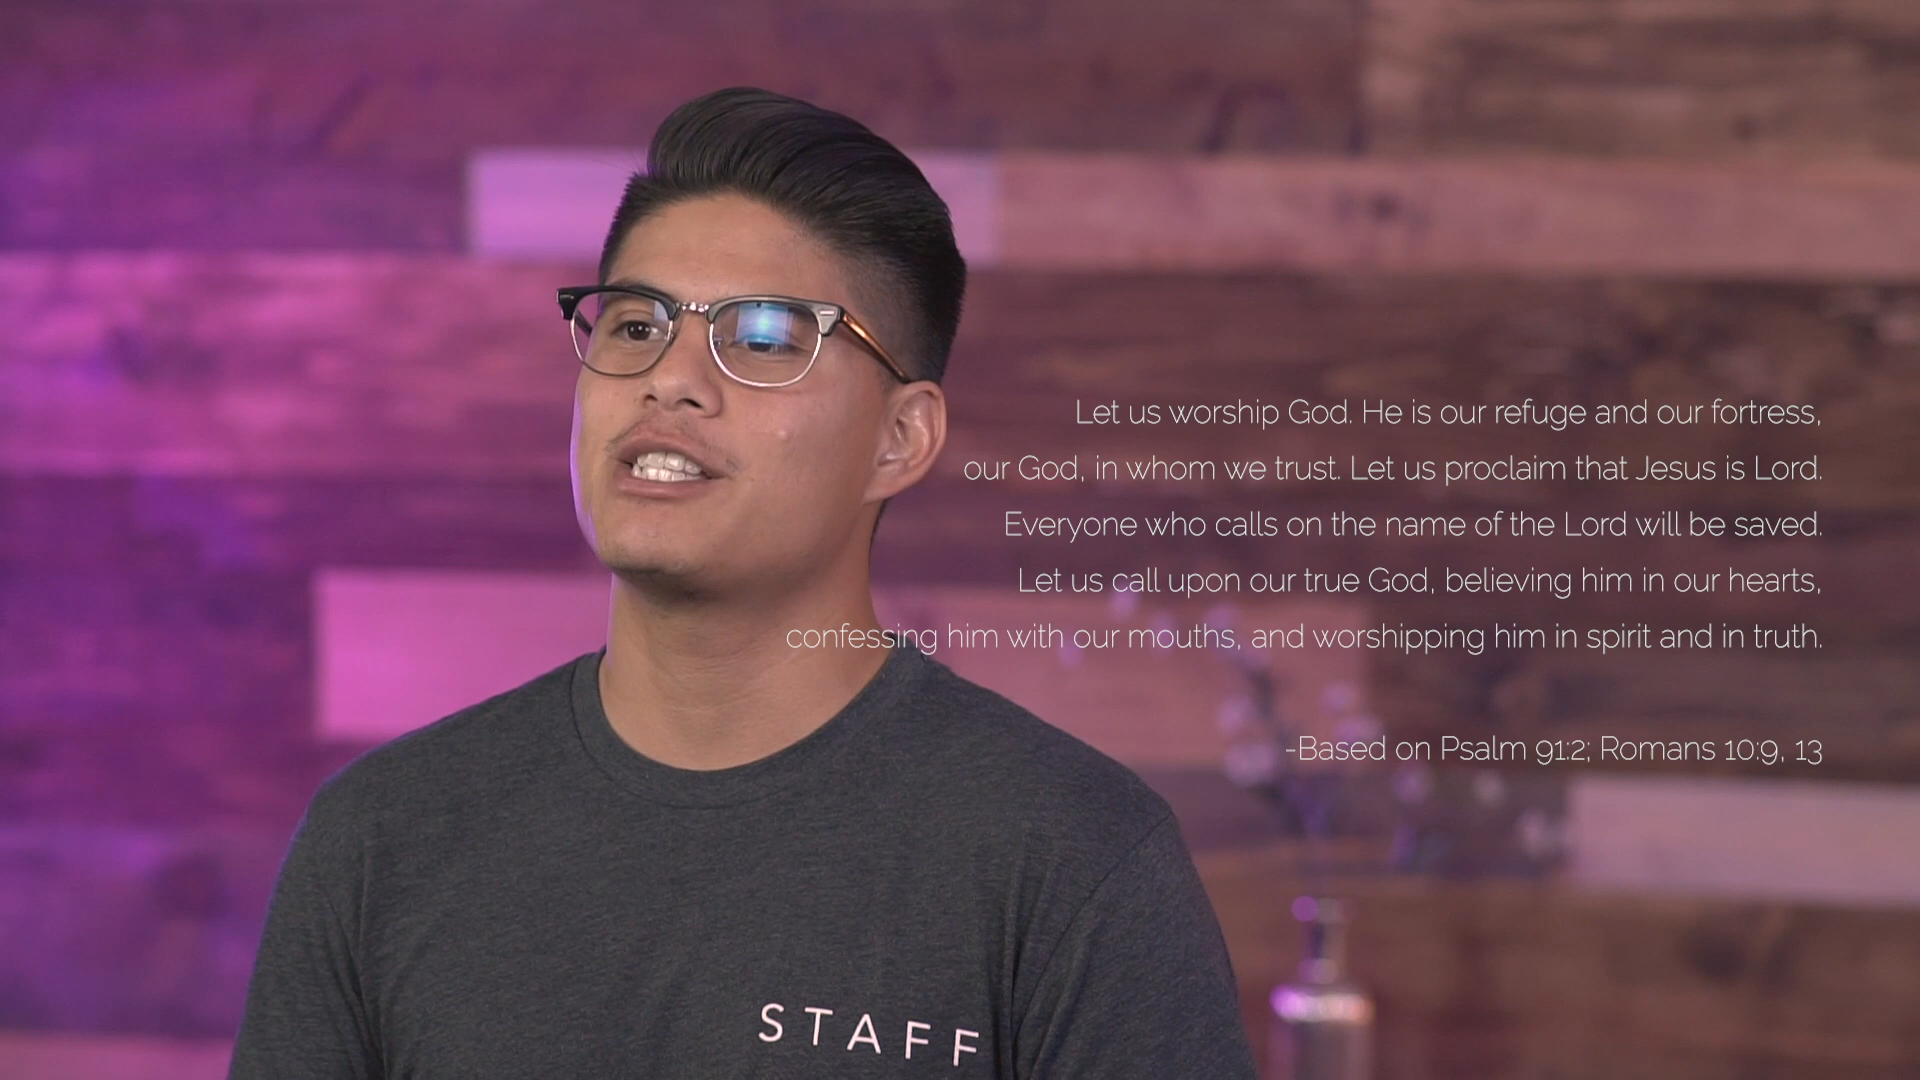 Let us worship God. He is our refuge and our fortress,
our God, in whom we trust. Let us proclaim that Jesus is Lord.
Everyone who calls on the name of the Lord will be saved.
Let us call upon our true God, believing him in our hearts,
confessing him with our mouths, and worshipping him in spirit and in truth.
-Based on Psalm 91:2; Romans 10:9, 13
STAFF